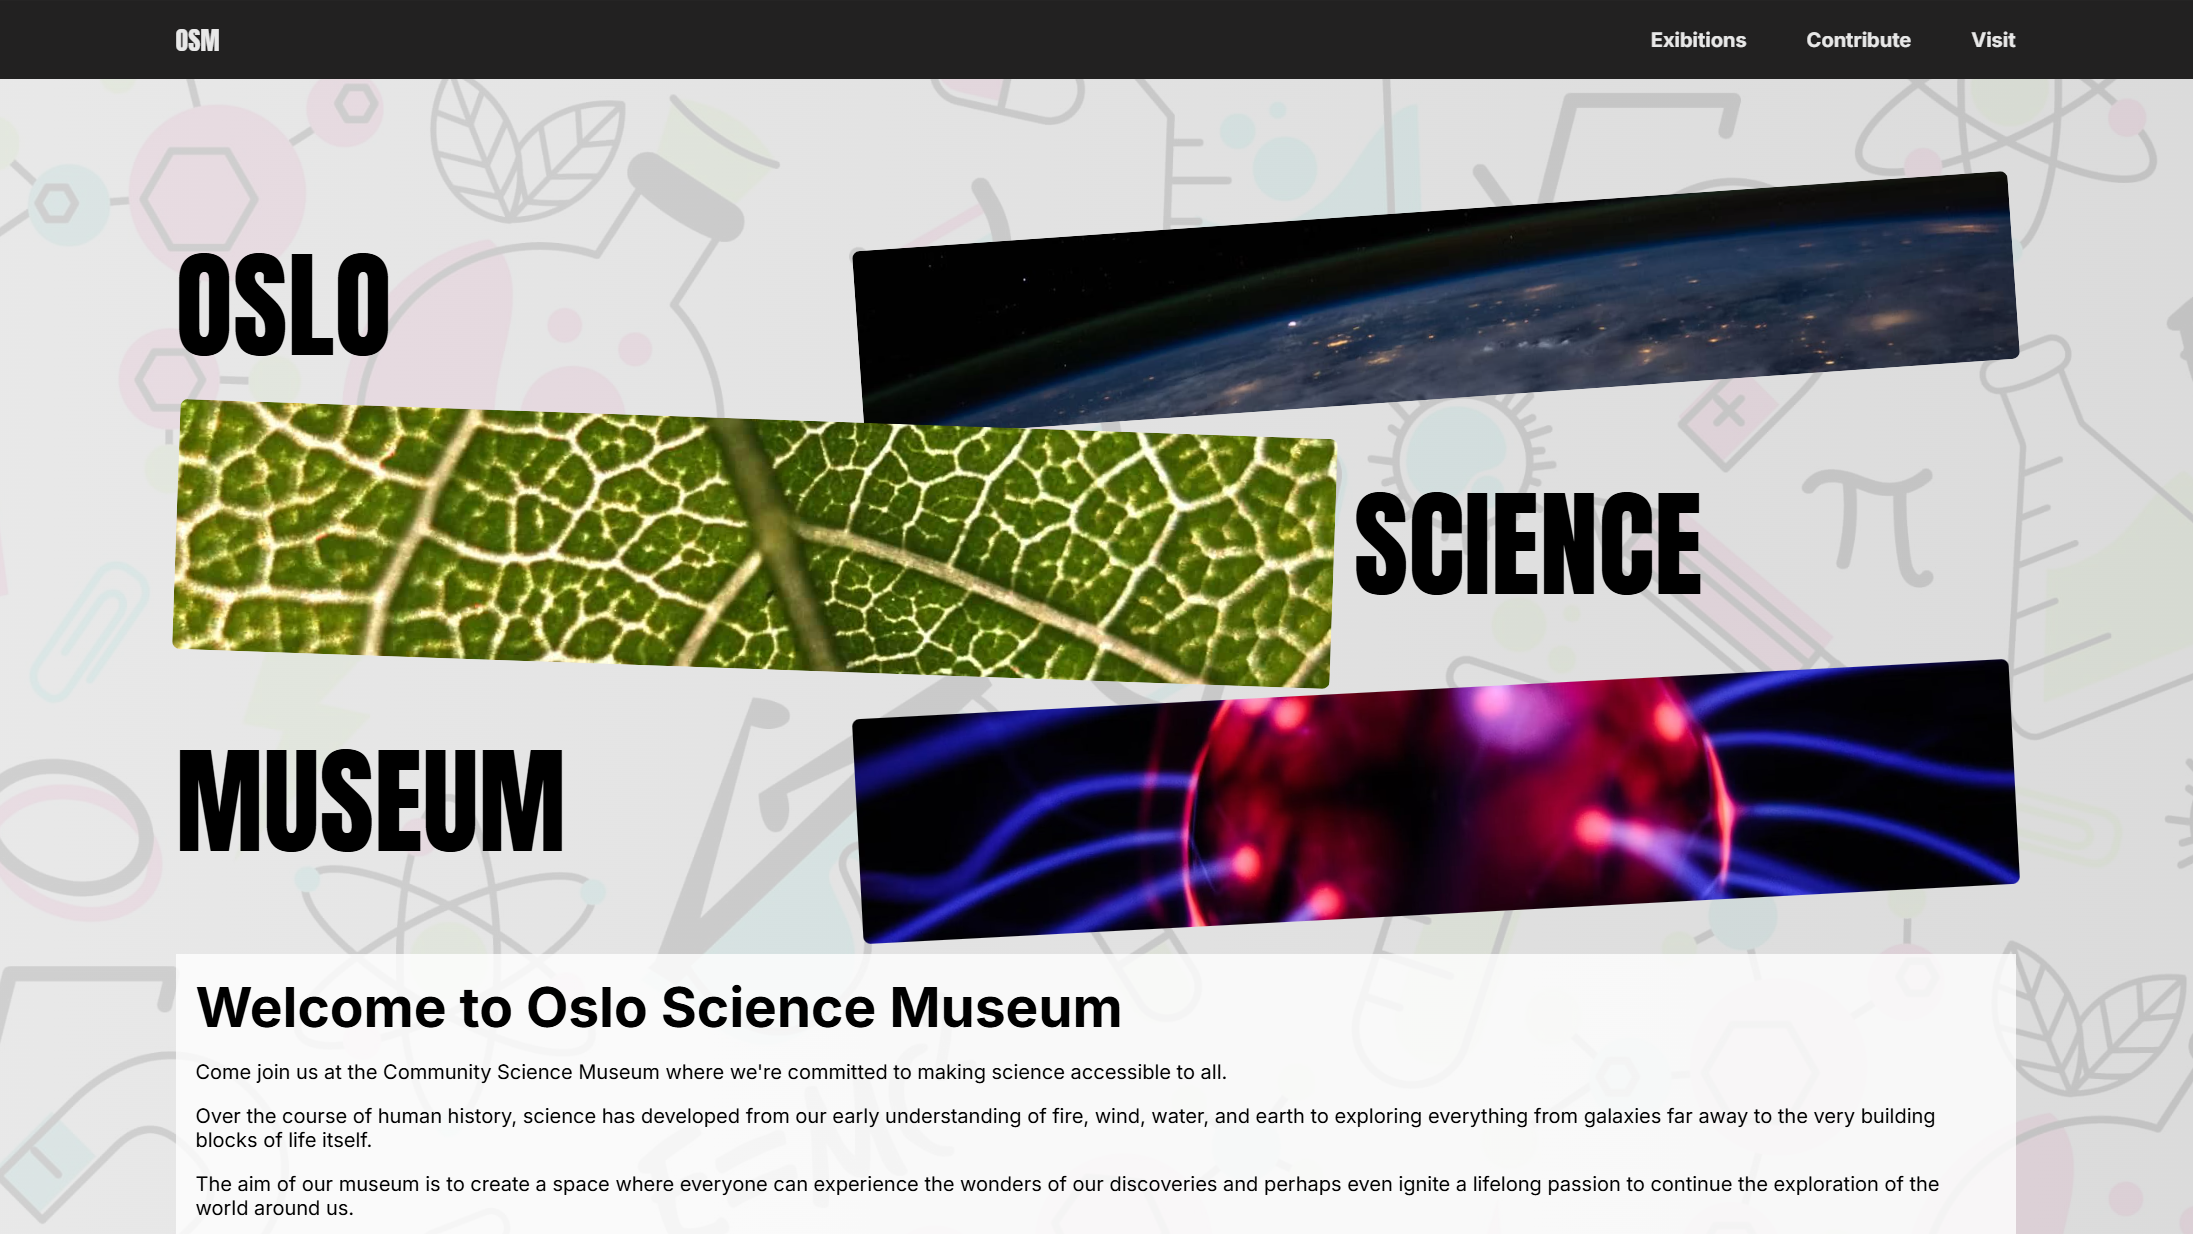 OSM
Exibitions
Contribute
Visit
OSLO
SCIENCE
MUSEUM
Welcome to Oslo Science Museum
Come join us at the Community Science Museum where we're committed to making science accessible to all.
Over the course of human history, science has developed from our early understanding of fire, wind, water, and earth to exploring everything from galaxies far away to the very building
blocks of life itself.
The aim of our museum is to create a space where everyone can experience the wonders of our discoveries and perhaps even ignite a lifelong passion to continue the exploration of the
world around us.